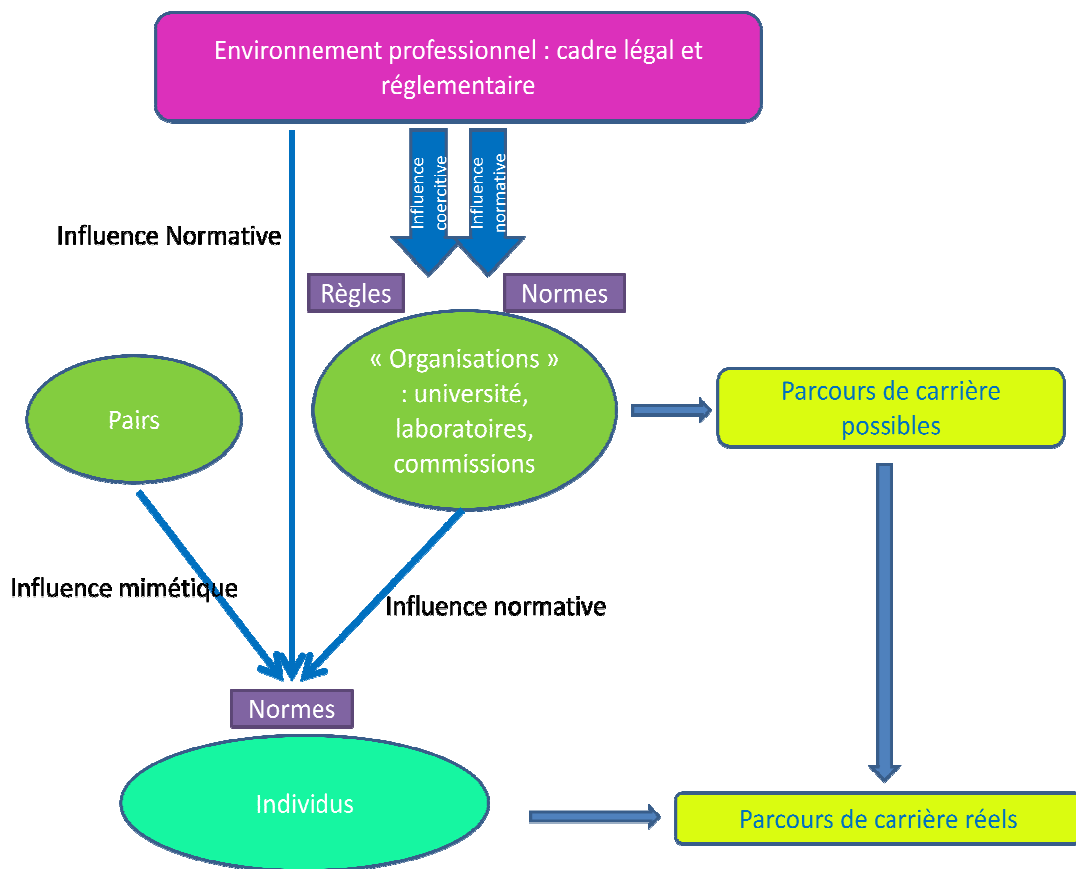 Environnement professionnel : cadre légal et
réglementaire
Influence
coercitive
Influence
normative
Influence Normative
Règles
Normes
« Organisations »
: université,
laboratoires,
commissions
Pairs
Parcours de carrière
possibles
Influence mimétique
Influence normative
Normes
Individus
Parcours de carrière réels